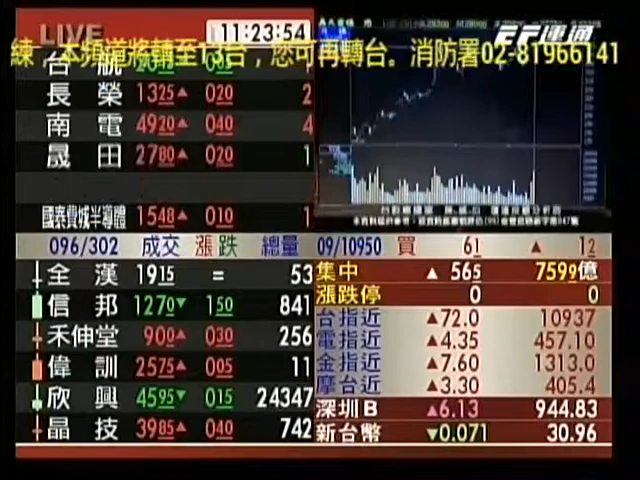 LIVE 11:23:54 EF連通
練，本頻道將轉至13台，您可再轉台。消防署02-81966141
台航
長榮 1325▲ 020 2
南電 4920▲ 040 4
晟田 2780▲ 020 1
國泰費城半導體 1548▲ 010 1
096/302 成交 漲跌 總量 09/10950 買 61 ▲ 12
全漢 1915 = 53 集中 ▲ 565 7599億
信邦 1270▼ 150 841 漲跌停 0 0
禾伸堂 900▲ 030 256 台指近 ▲72.0 10937
電指近 ▲4.35 457.10
偉訓 2575▲ 005 11 金指近 ▲7.60 1313.0
欣興 4595▼ 015 24347 摩台近 ▲3.30 405.4
深圳B ▲6.13 944.83
晶技 3985▲ 040 742 新台幣 ▼0.071 30.96